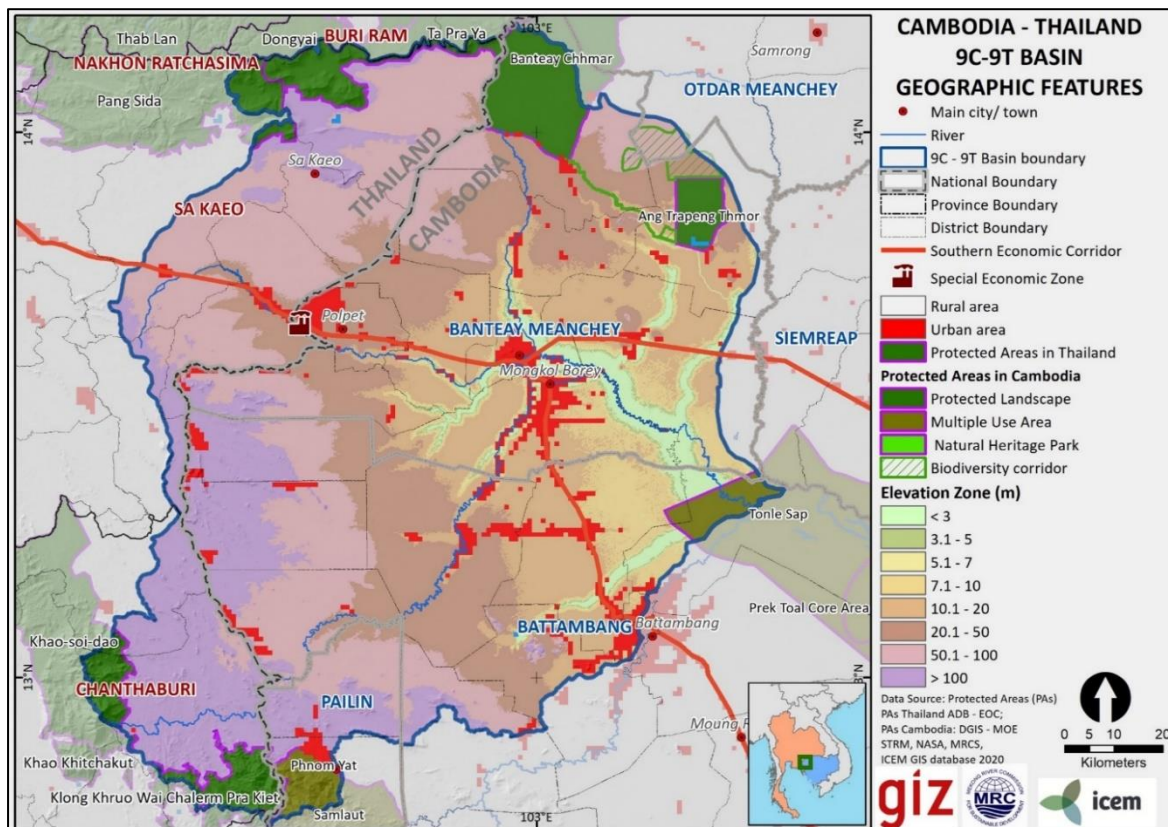 103°E
Thab Lan
Dongyai
BURI RAM
Ta Pra Ya
NAKHON RATCHASIMA
Banteay Chhmar
Samrong
Pang Sida
OTDAR MEANCHEY
14°N
14°N
Sa Kaeo
THAILAND
CAMBODIA
SA KAEO
Ang Trapeng Thmor
Polpet
BANTEAY MEANCHEY
SIEMREAP
Mongkol Borey
Tonle Sap
Prek Toal Core Area
BATTAMBANG
Battambang
Khao-soi-dao
13°N
13°N
CHANTHABURI
PAILIN
Moung R
Khao Khitchakut
Phnom Yat
Klong Khruo Wai Chalerm Pra Kiet
Samlaut
103°E
CAMBODIA - THAILAND
9C-9T BASIN
GEOGRAPHIC FEATURES
Main city/ town
River
9C - 9T Basin boundary
National Boundary
Province Boundary
District Boundary
Southern Economic Corridor
Special Economic Zone
Rural area
Urban area
Protected Areas in Thailand
Protected Areas in Cambodia
Protected Landscape
Multiple Use Area
Natural Heritage Park
Biodiversity corridor
Elevation Zone (m)
< 3
3.1 - 5
5.1 - 7
7.1 - 10
10.1 - 20
20.1 - 50
50.1 - 100
> 100
Data Source: Protected Areas (PAs)
PAs Thailand ADB - EOC;
PAs Cambodia: DGIS - MOE
STRM, NASA, MRCS,
ICEM GIS database 2020
0 5 10 20
Kilometers
giz
MRC
icem